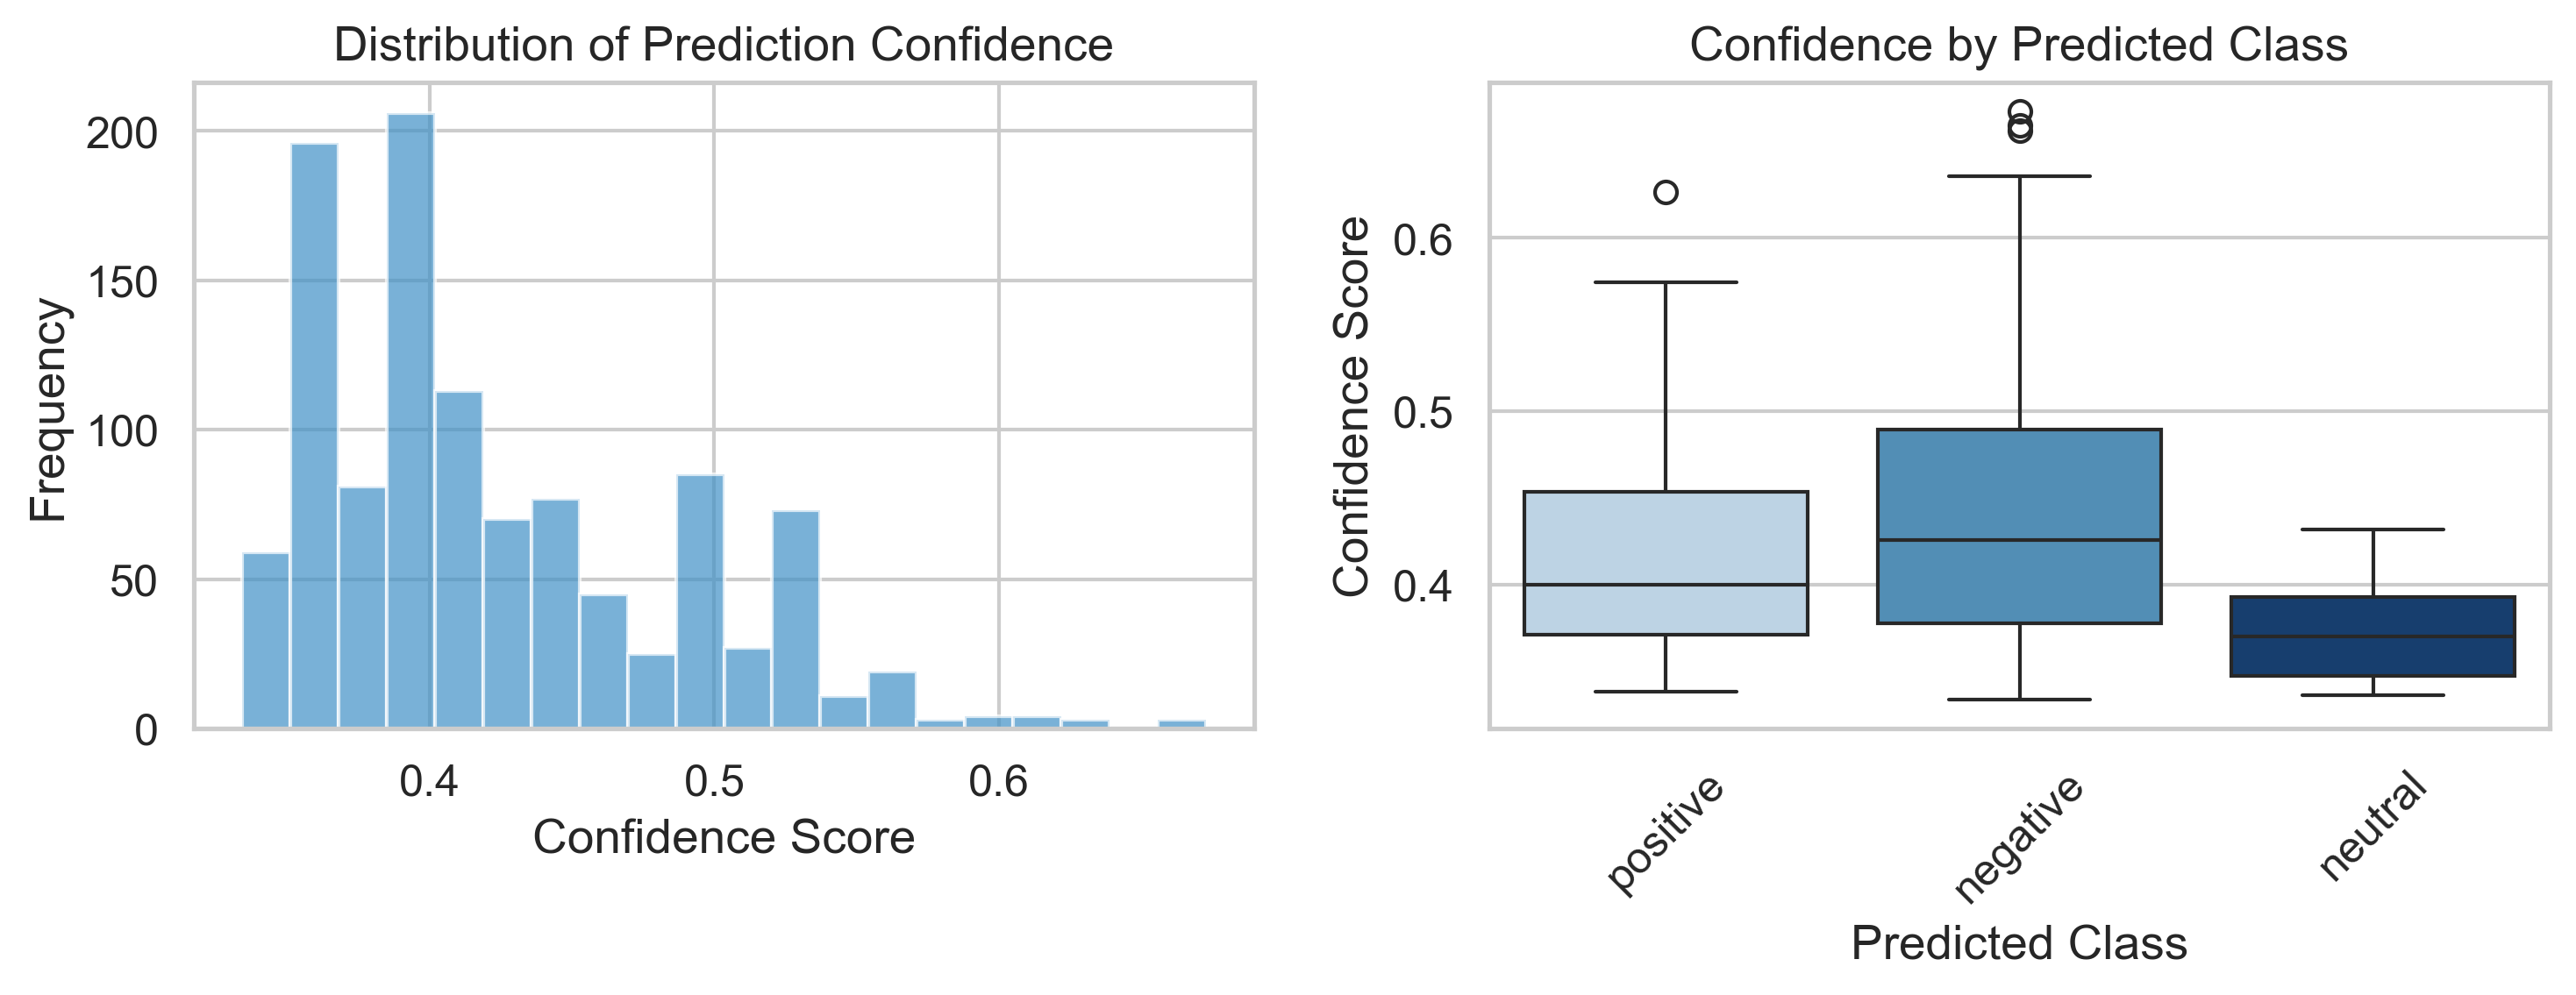 Distribution of Prediction Confidence
Frequency
200
150
100
50
0
0.4 0.5 0.6
Confidence Score
Confidence by Predicted Class
Confidence Score
0.6
0.5
0.4
positive negative neutral
Predicted Class